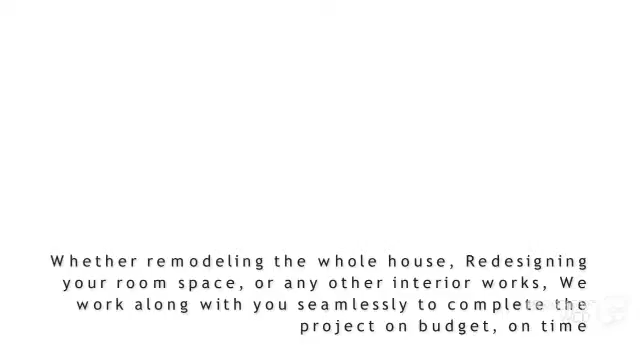 Whether remodeling the whole house, Redesigning
your room space, or any other interior works, We
work along with you seamlessly to complete the
project on budget, on time